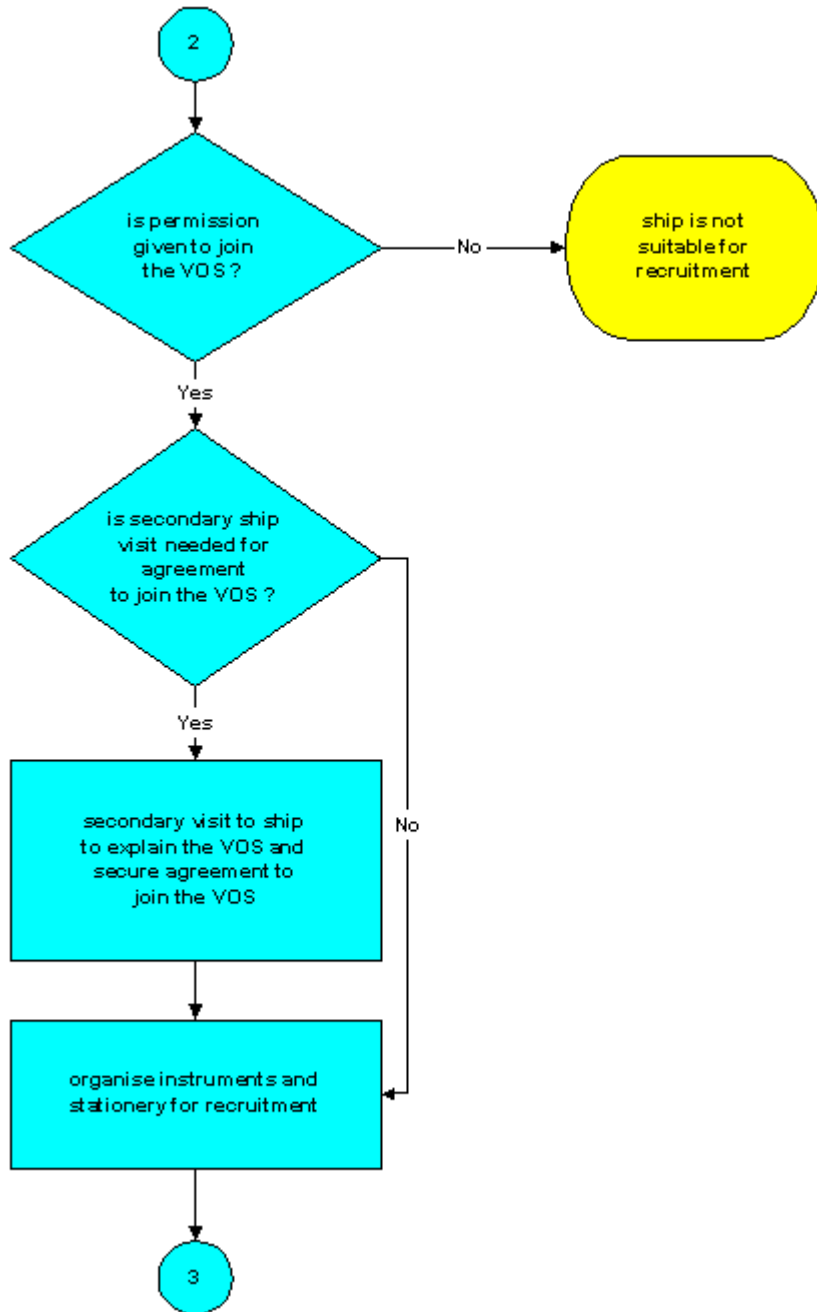 2
is permission
given to join
the VOS ?
No
ship is not
suitable for
recruitment
Yes
is secondary ship
visit needed for
agreement
to join the VOS ?
Yes
secondary visit to ship
to explain the VOS and
secure agreement to
join the VOS
No
organise instruments and
stationery for recruitment
3